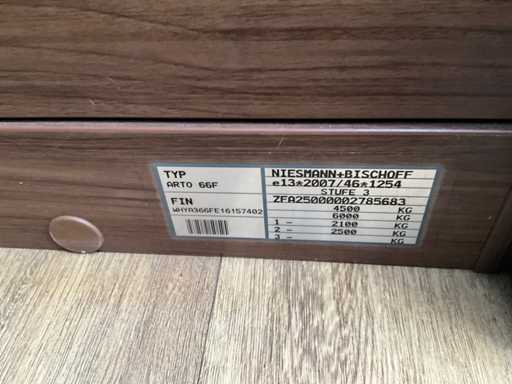 TYP
ARTO 66F
FIN
WHYA366FE16157402
NIESMANN+BISCHOFF
e13*2007/46*1254
STUFE 3
ZFA25000002785683
4500 KG
6000 KG
1 - 2100 KG
2 - 2500 KG
3 - KG